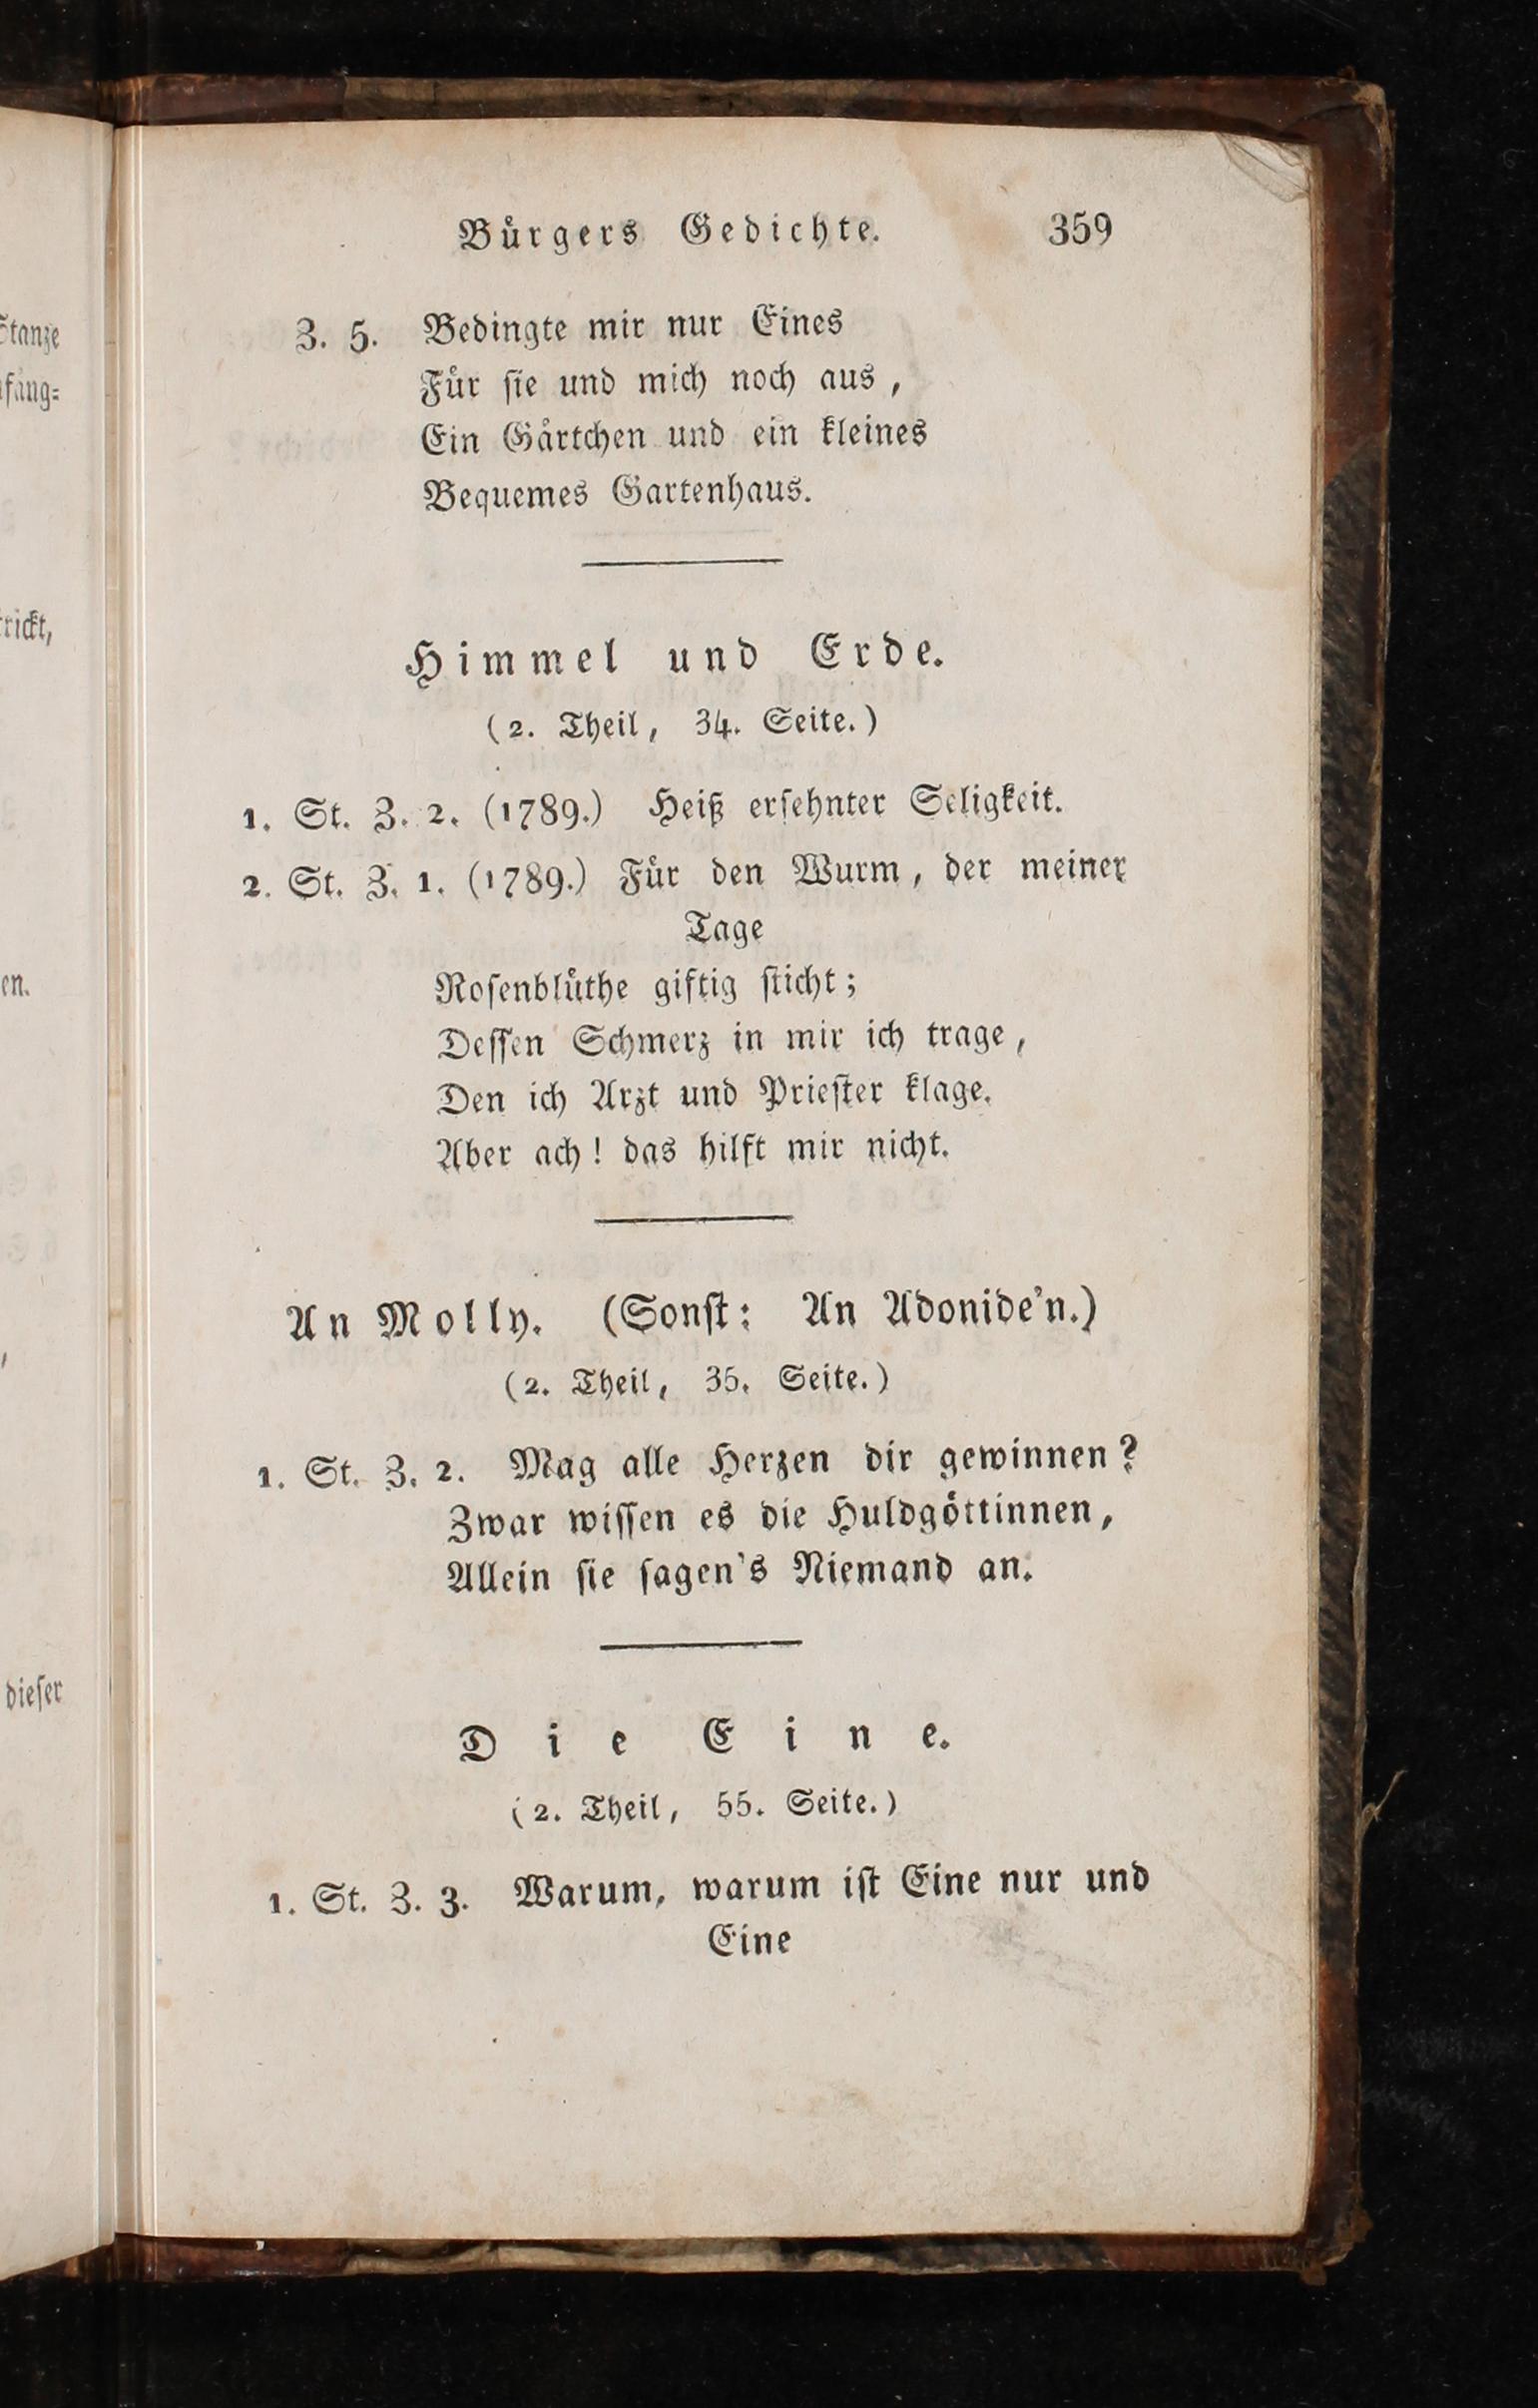 Bürgers Gedichte. 359
Z. 5. Bedingte mir nur Eines
Für ſie und mich noch aus,
Ein Gärtchen und ein kleines
Bequemes Gartenhaus.
Himmel und Erde.
(2. Theil, 34. Seite.)
1. St. Z. 2. (1789.) Heiß erſehnter Seligkeit.
2. St. Z. 1. (1789.) Für den Wurm, der meiner
Tage
Roſenblüthe giftig ſticht;
Deſſen Schmerz in mir ich trage,
Den ich Arzt und Prieſter klage.
Aber ach! das hilft mir nicht.
An Molly. (Sonſt: An Adonide'n.)
(2. Theil, 35. Seite.)
1. St. Z. 2. Mag alle Herzen dir gewinnen?
Zwar wiſſen es die Huldgöttinnen,
Allein ſie ſagen's Niemand an.
Die Eine.
(2. Theil, 55. Seite.)
1. St. Z. 3. Warum, warum iſt Eine nur und
Eine
dieſer